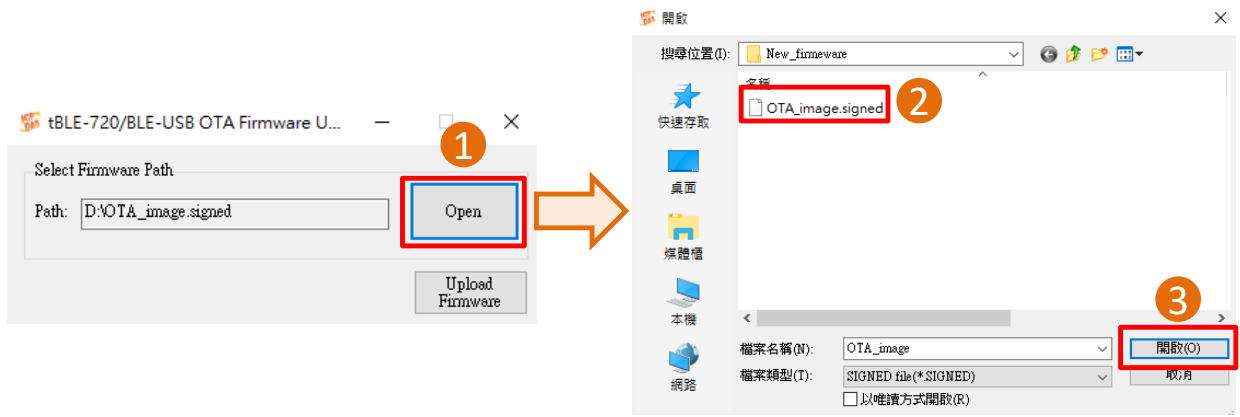 tBLE-720/BLE-USB OTA Firmware U...
1
Select Firmware Path
Path:
D:\OTA_image.signed
Open
Upload
Firmware
開啟
搜尋位置(I):
New_firmeware
名稱
OTA_image.signed
2
快速存取
桌面
媒體櫃
本機
網路
3
檔案名稱(N):
OTA_image
開啟(O)
檔案類型(T):
SIGNED file(*.SIGNED)
取消
以唯讀方式開啟(R)